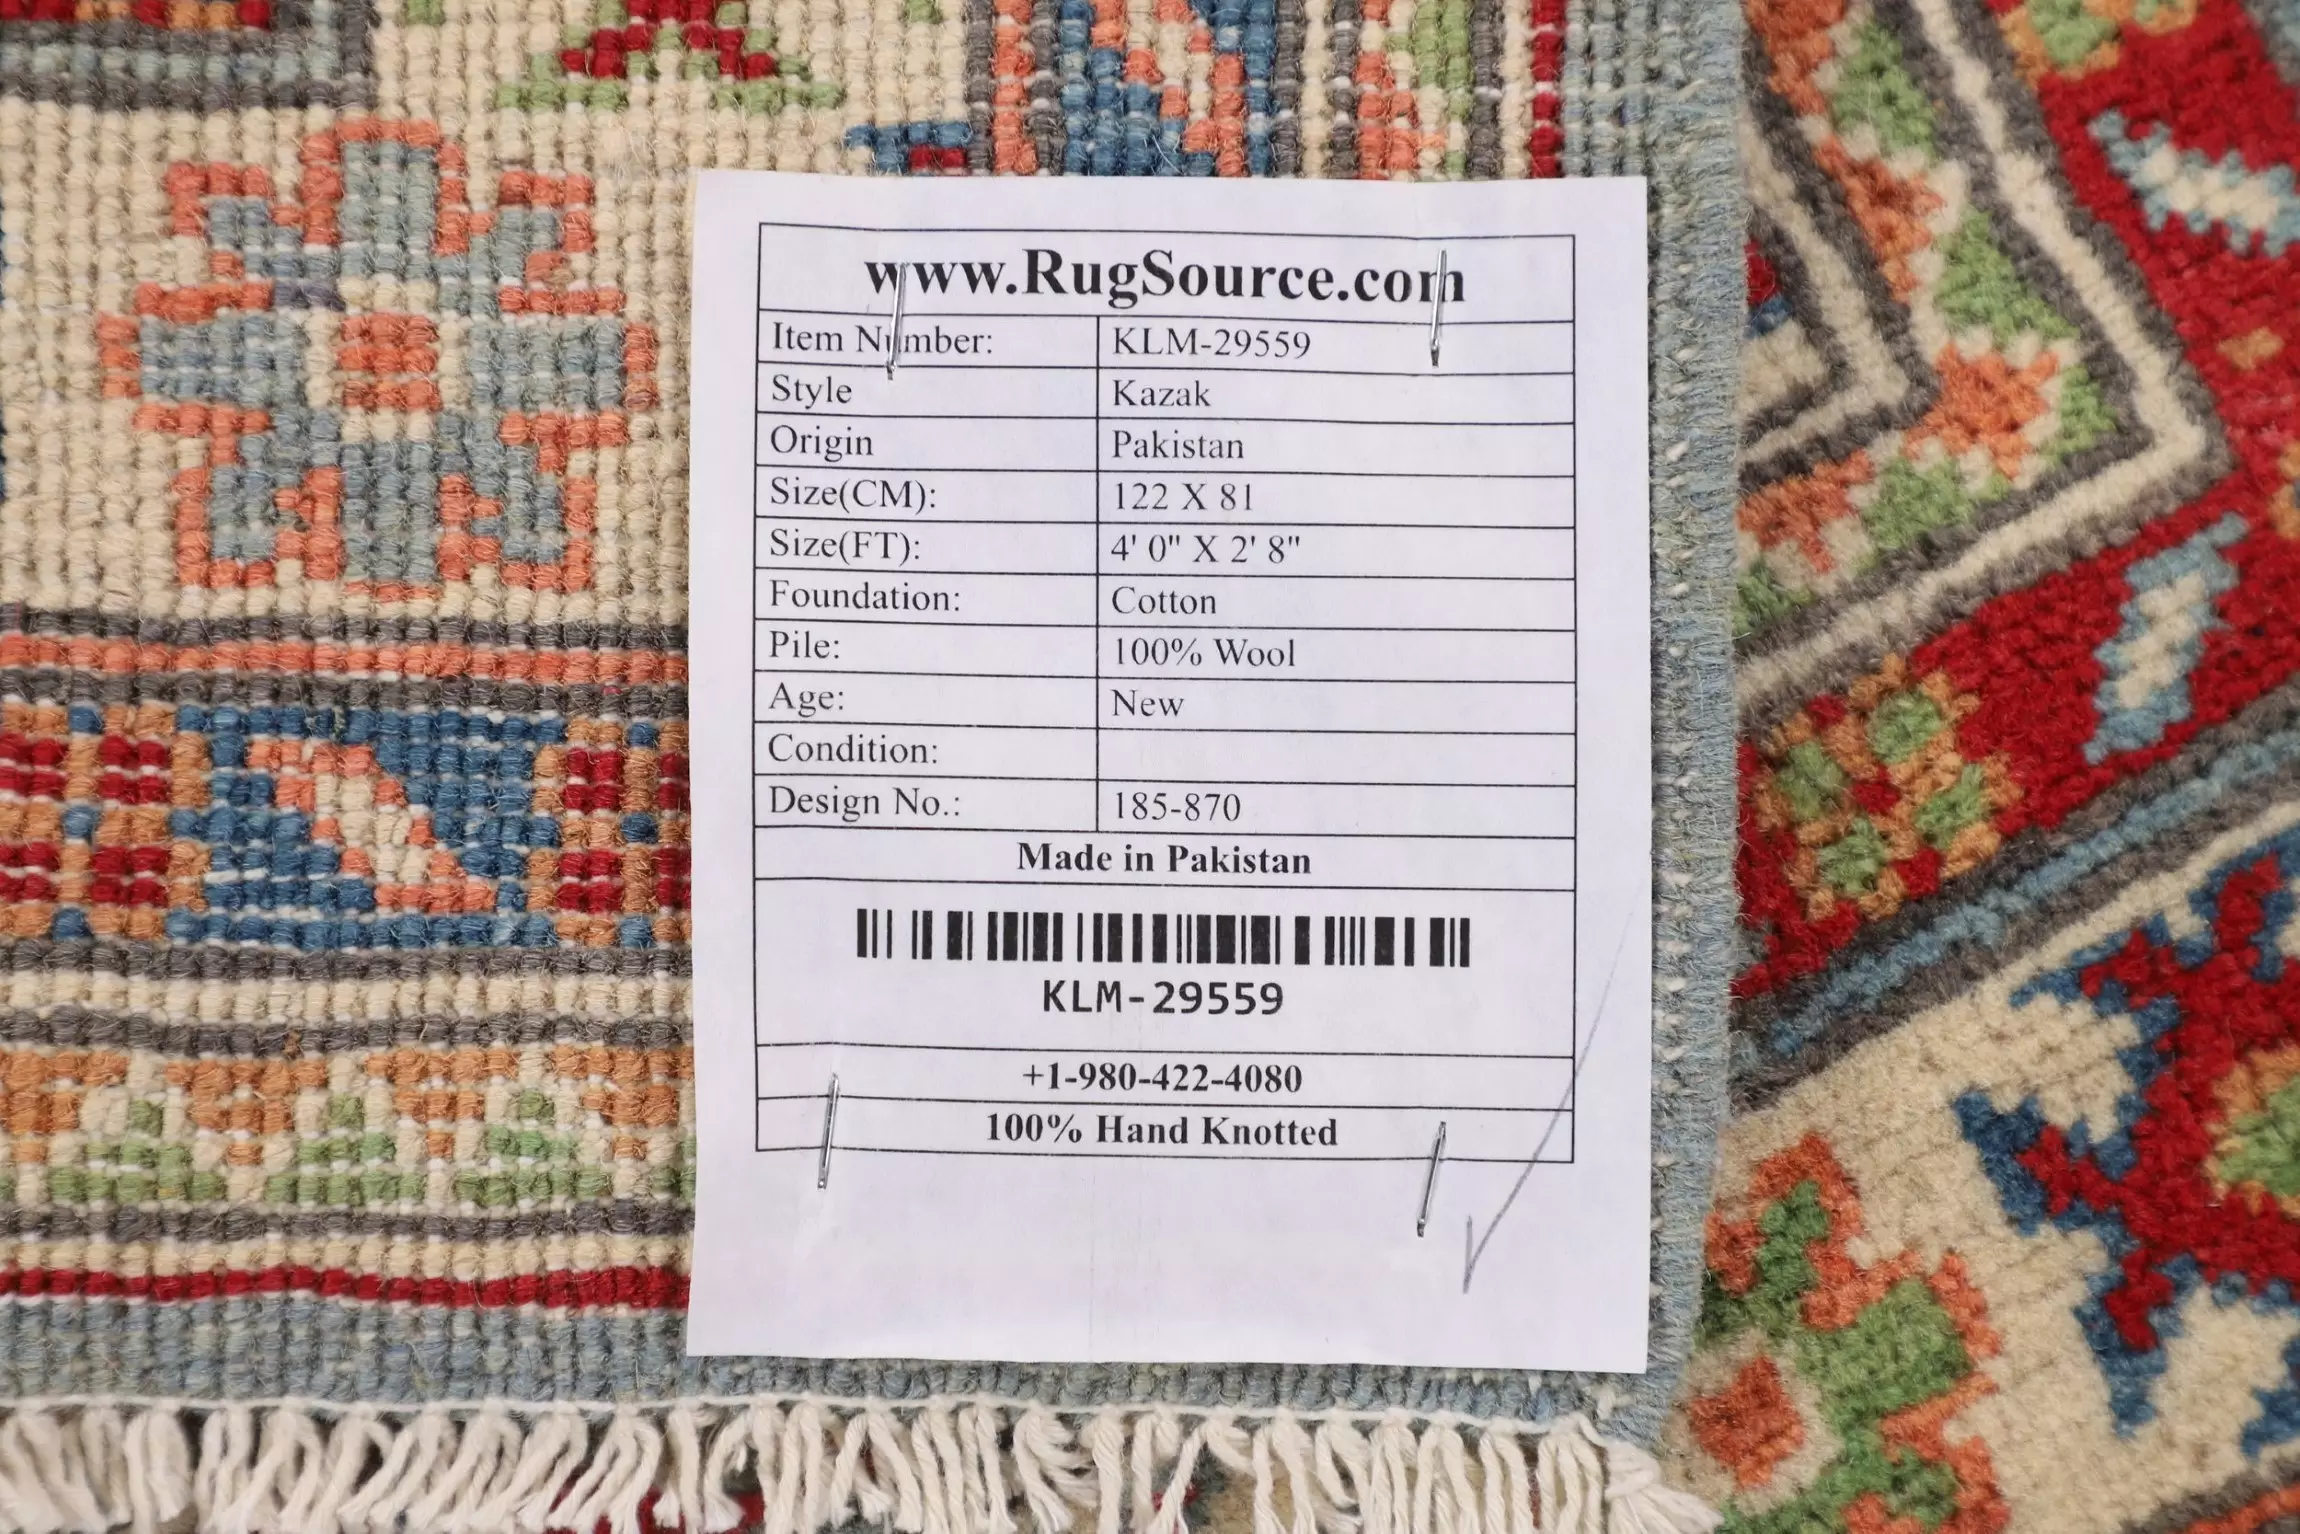 www.RugSource.com
Item Number: KLM-29559
Style Kazak
Origin Pakistan
Size(CM): 122 X 81
Size(FT): 4' 0" X 2' 8"
Foundation: Cotton
Pile: 100% Wool
Age: New
Condition:
Design No.: 185-870
Made in Pakistan
KLM-29559
+1-980-422-4080
100% Hand Knotted